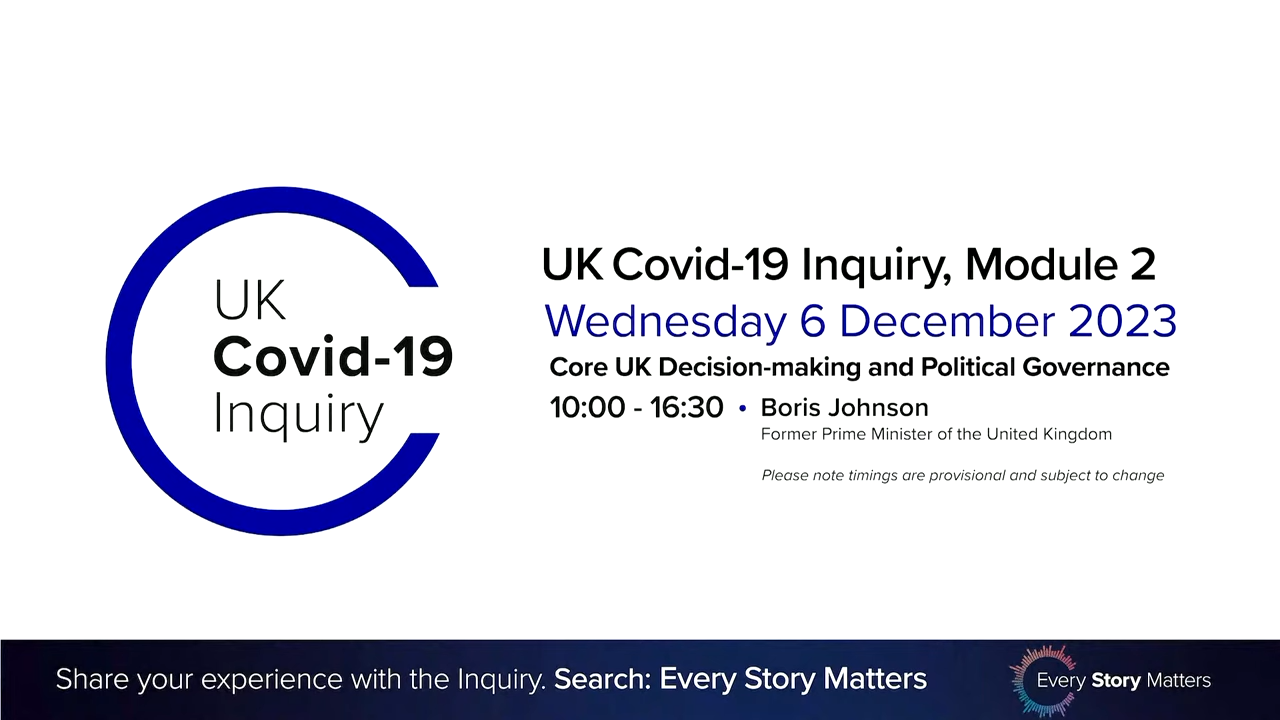 UK
Covid-19
Inquiry
UK Covid-19 Inquiry, Module 2
Wednesday 6 December 2023
Core UK Decision-making and Political Governance
10:00 - 16:30 • Boris Johnson
Former Prime Minister of the United Kingdom
Please note timings are provisional and subject to change
Share your experience with the Inquiry. Search: Every Story Matters
Every Story Matters